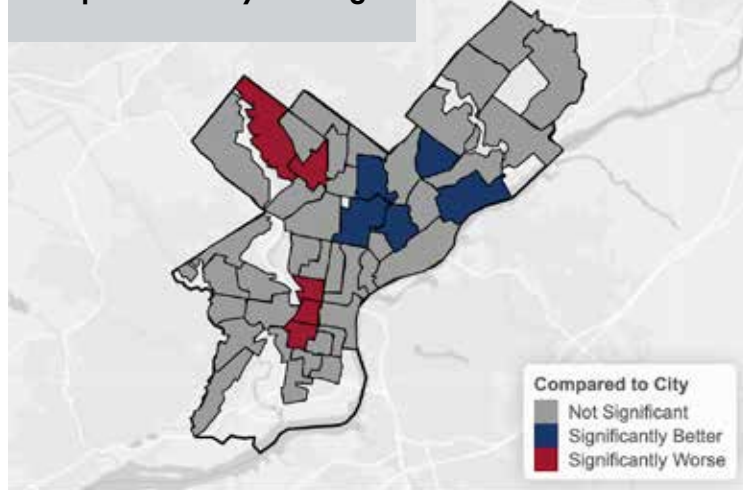 Compared to City
Not Significant
Significantly Better
Significantly Worse